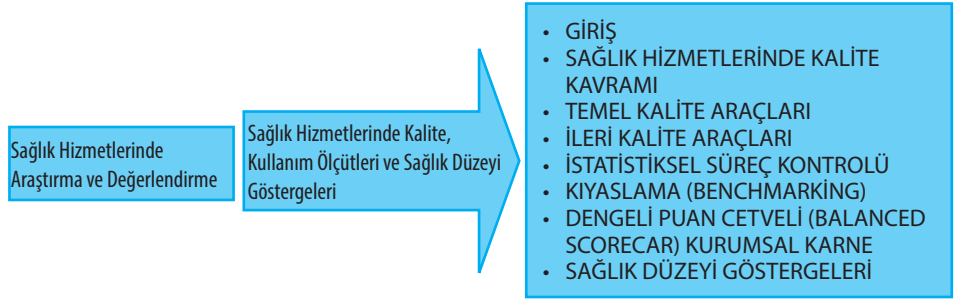 Sağlık Hizmetlerinde
Araştırma ve Değerlendirme
Sağlık Hizmetlerinde Kalite,
Kullanım Ölçütleri ve Sağlık Düzeyi
Göstergeleri
• GİRİŞ
• SAĞLIK HİZMETLERİNDE KALİTE
KAVRAMI
• TEMEL KALİTE ARAÇLARI
• İLERİ KALİTE ARAÇLARI
• İSTATİSTİKSEL SÜREÇ KONTROLÜ
• KIYASLAMA (BENCHMARKİNG)
• DENGELİ PUAN CETVELİ (BALANCED
SCORECAR) KURUMSAL KARNE
• SAĞLIK DÜZEYİ GÖSTERGELERİ